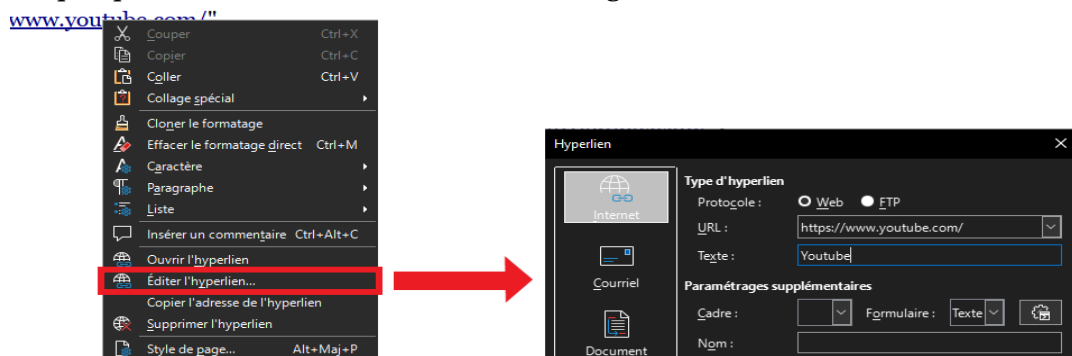 www.youtube.com/"
Couper Ctrl+X
Copier Ctrl+C
Coller Ctrl+V
Collage spécial
Cloner le formatage
Effacer le formatage direct Ctrl+M
Caractère
Paragraphe
Liste
Insérer un commentaire Ctrl+Alt+C
Ouvrir l'hyperlien
Éditer l'hyperlien...
Copier l'adresse de l'hyperlien
Supprimer l'hyperlien
Style de page... Alt+Maj+P
Hyperlien
Internet
Courriel
Document
Type d'hyperlien
Protocole : Web FTP
URL : https://www.youtube.com/
Texte : Youtube
Paramétrages supplémentaires
Cadre : Formulaire : Texte
Nom :